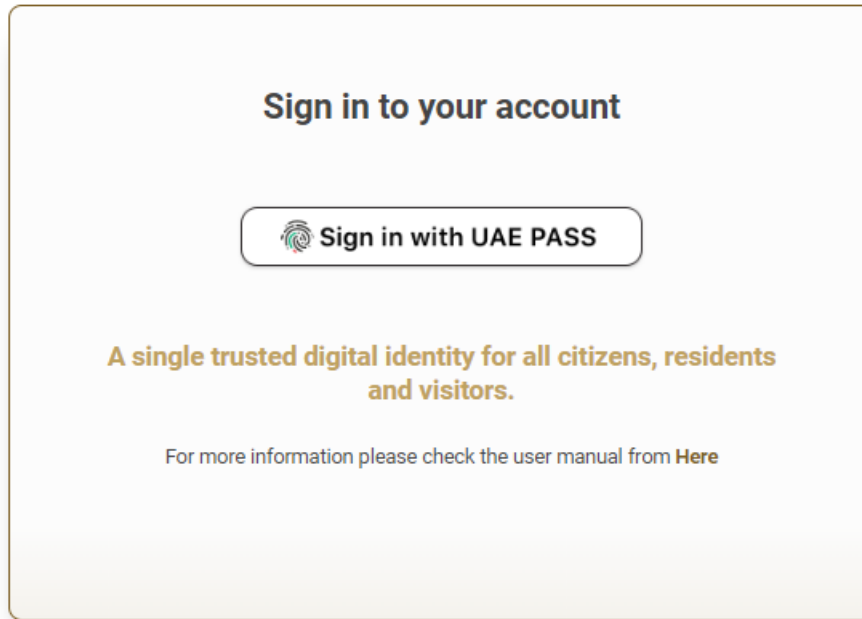 Sign in to your account
Sign in with UAE PASS
A single trusted digital identity for all citizens, residents
and visitors.
For more information please check the user manual from Here